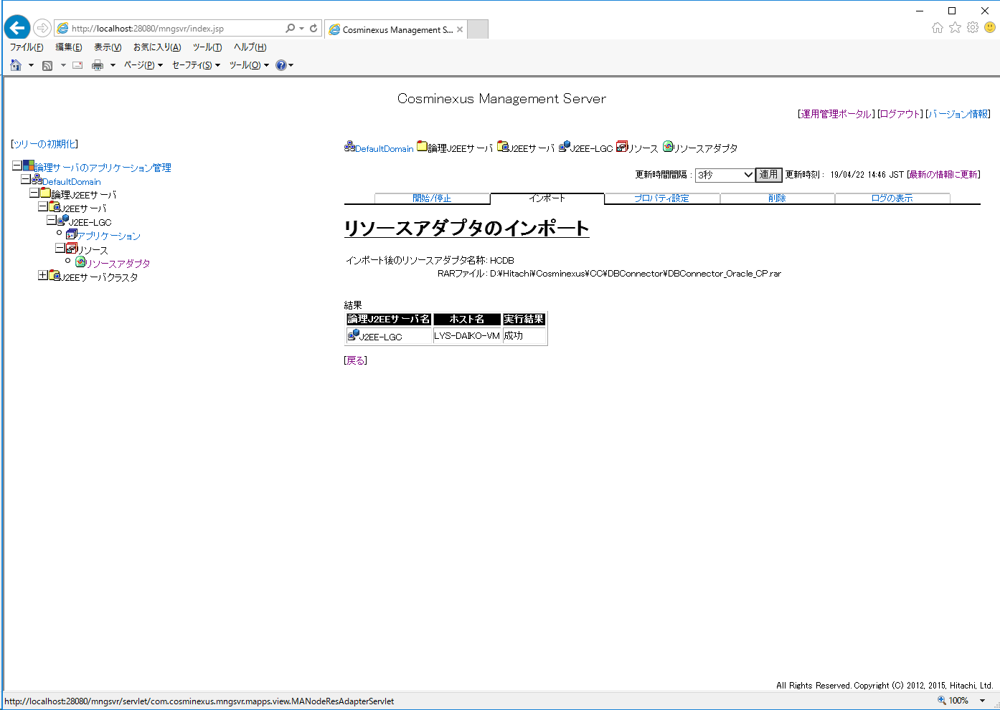 http://localhost:28080/mngsvr/index.jsp
Cosminexus Management S...
ファイル(F) 編集(E) 表示(V) お気に入り(A) ツール(T) ヘルプ(H)
ページ(P) セーフティ(S) ツール(O)
Cosminexus Management Server
[運用管理ポータル] [ログアウト] [バージョン情報]
[ツリーの初期化]
論理サーバのアプリケーション管理
DefaultDomain
論理J2EEサーバ
J2EEサーバ
J2EE-LGC
アプリケーション
リソース
リソースアダプタ
J2EEサーバクラスタ
DefaultDomain 論理J2EEサーバ J2EEサーバ J2EE-LGC リソース リソースアダプタ
更新時間間隔 : 3秒 適用 更新時刻 : 19/04/22 14:46 JST [最新の情報に更新]
開始/停止 インポート プロパティ設定 削除 ログの表示
リソースアダプタのインポート
インポート後のリソースアダプタ名称: HCDB
RARファイル: D:¥Hitachi¥Cosminexus¥CC¥DBConnector¥DBConnector_Oracle_CP.rar
結果
論理J2EEサーバ名 ホスト名 実行結果
J2EE-LGC LYS-DAIKO-VM 成功
[戻る]
All Rights Reserved. Copyright (C) 2012, 2015, Hitachi, Ltd.
http://localhost:28080/mngsvr/servlet/com.cosminexus.mngsvr.mapps.view.MANodeResAdapterServlet
100%